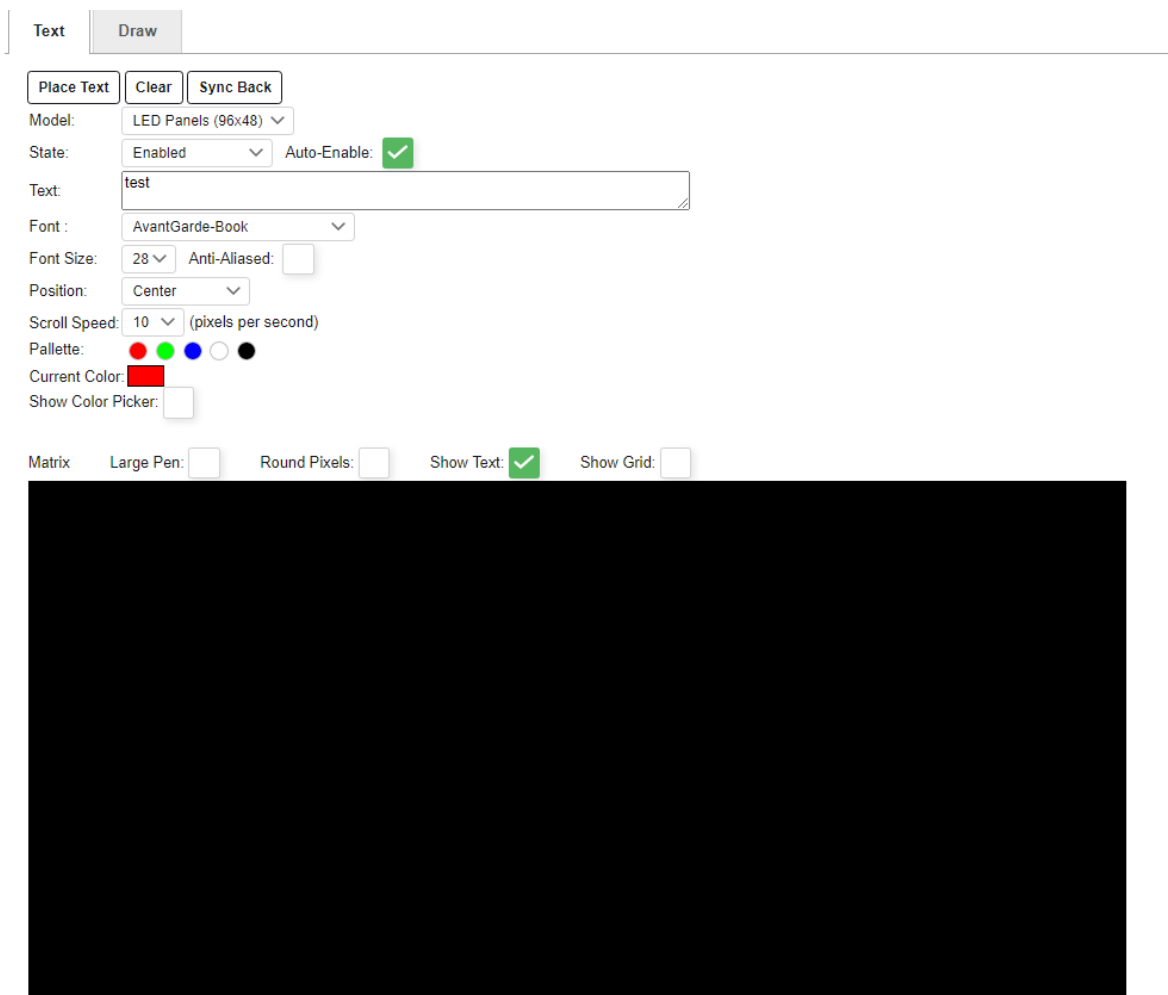 Text Draw
Place Text Clear Sync Back
Model: LED Panels (96x48)
State: Enabled Auto-Enable:
Text: test
Font : AvantGarde-Book
Font Size: 28 Anti-Aliased:
Position: Center
Scroll Speed: 10 (pixels per second)
Pallette:
Current Color:
Show Color Picker:
Matrix Large Pen: Round Pixels: Show Text: Show Grid: